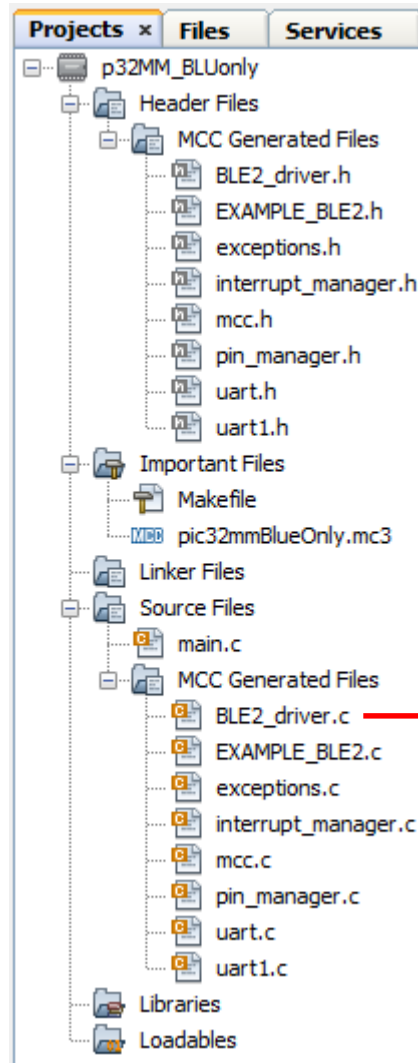 Projects × Files Services
p32MM_BLUonly
Header Files
MCC Generated Files
BLE2_driver.h
EXAMPLE_BLE2.h
exceptions.h
interrupt_manager.h
mcc.h
pin_manager.h
uart.h
uart1.h
Important Files
Makefile
MCC pic32mmBlueOnly.mc3
Linker Files
Source Files
main.c
MCC Generated Files
BLE2_driver.c
EXAMPLE_BLE2.c
exceptions.c
interrupt_manager.c
mcc.c
pin_manager.c
uart.c
uart1.c
Libraries
Loadables